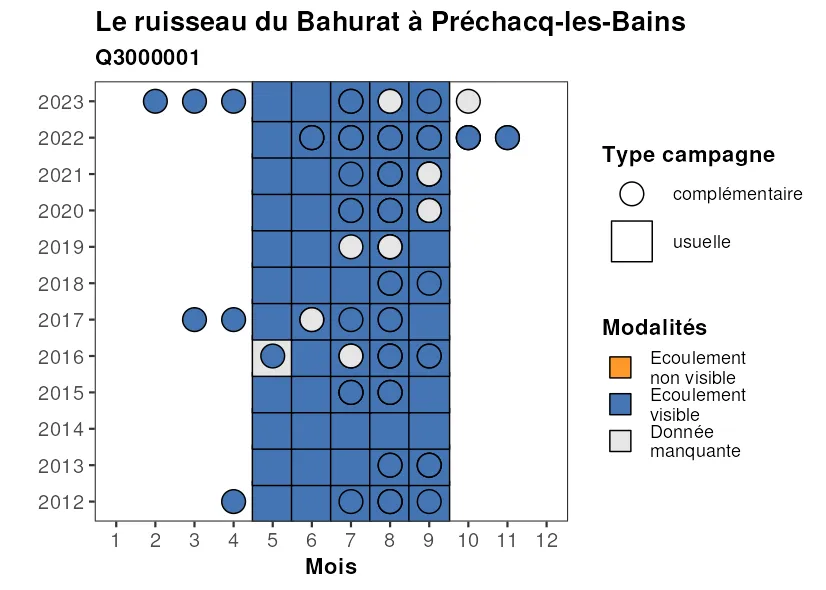 Le ruisseau du Bahurat à Préchacq-les-Bains
Q3000001
2023
2022
2021
2020
2019
2018
2017
2016
2015
2014
2013
2012
1 2 3 4 5 6 7 8 9 10 11 12
Mois
Type campagne
complémentaire
usuelle
Modalités
Ecoulement
non visible
Ecoulement
visible
Donnée
manquante